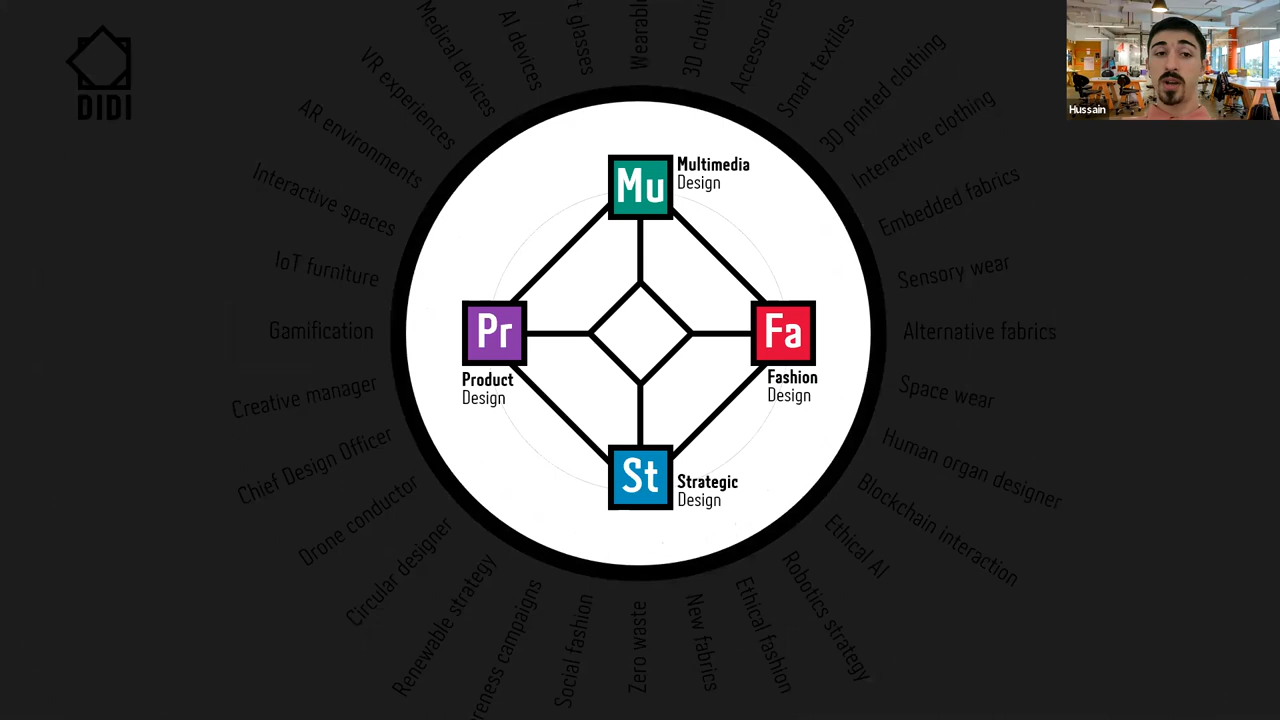 DIDI
Hussain
Mu
Multimedia
Design
Pr
Product
Design
Fa
Fashion
Design
St
Strategic
Design
Medical devices
AI devices
glasses
3D
Accessories
Smart textiles
3D printed clothing
Interactive clothing
Embedded fabrics
Sensory wear
Alternative fabrics
Space wear
Human organ designer
Blockchain interaction
Ethical AI
Robotics strategy
Ethical fashion
New fabrics
Zero waste
Social fashion
campaigns
Renewable strategy
Circular designer
Drone conductor
Chief Design Officer
Creative manager
Gamification
IoT furniture
Interactive spaces
AR environments
VR experiences